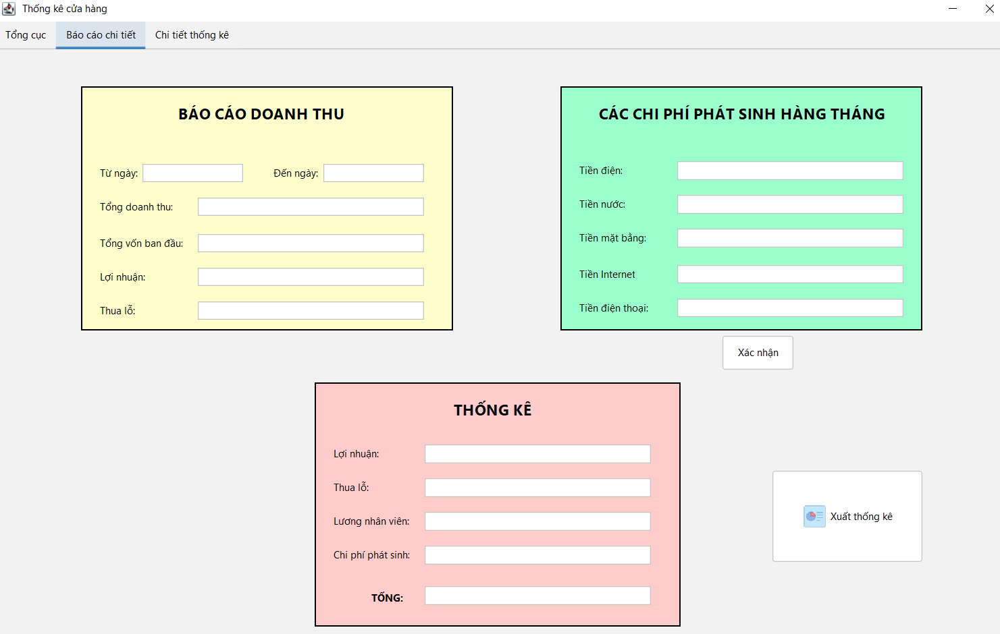 Thống kê cửa hàng
Tổng cục Báo cáo chi tiết Chi tiết thống kê
BÁO CÁO DOANH THU
Từ ngày: Đến ngày:
Tổng doanh thu:
Tổng vốn ban đầu:
Lợi nhuận:
Thua lỗ:
CÁC CHI PHÍ PHÁT SINH HÀNG THÁNG
Tiền điện:
Tiền nước:
Tiền mặt bằng:
Tiền Internet
Tiền điện thoại:
Xác nhận
THỐNG KÊ
Lợi nhuận:
Thua lỗ:
Lương nhân viên:
Chi phí phát sinh:
TỔNG:
Xuất thống kê